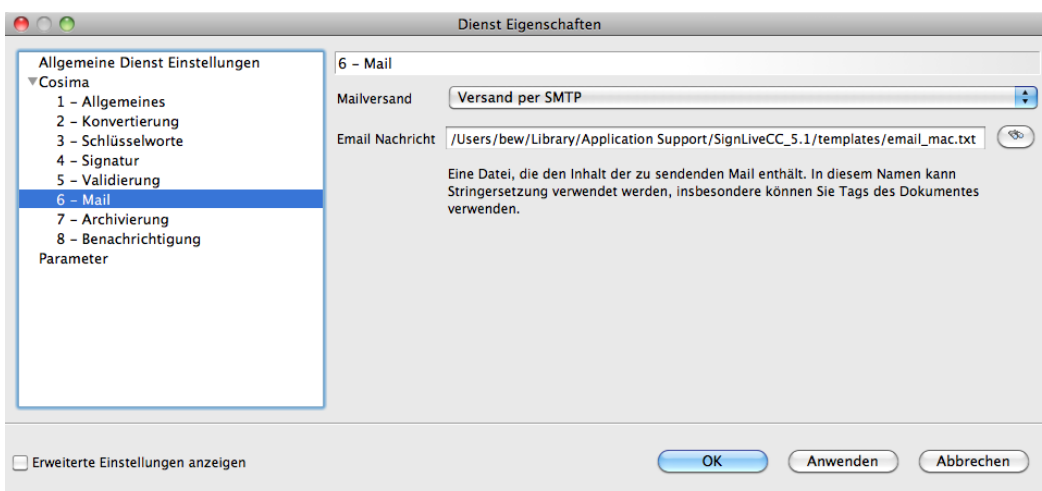 Dienst Eigenschaften
Allgemeine Dienst Einstellungen
Cosima
1 – Allgemeines
2 – Konvertierung
3 – Schlüsselworte
4 – Signatur
5 – Validierung
6 – Mail
7 – Archivierung
8 – Benachrichtigung
Parameter
6 – Mail
Mailversand Versand per SMTP
Email Nachricht /Users/bew/Library/Application Support/SignLiveCC_5.1/templates/email_mac.txt
Eine Datei, die den Inhalt der zu sendenden Mail enthält. In diesem Namen kann
Stringersetzung verwendet werden, insbesondere können Sie Tags des Dokumentes
verwenden.
Erweiterte Einstellungen anzeigen
OK Anwenden Abbrechen